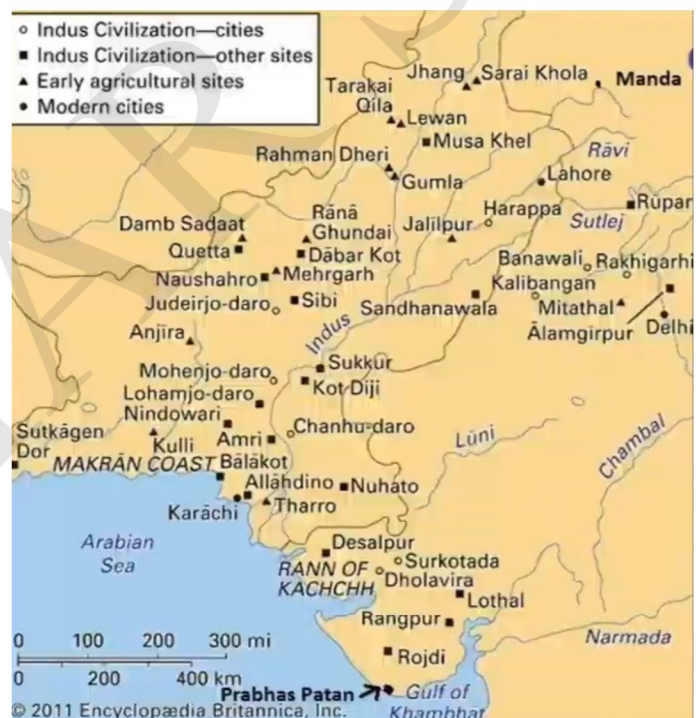 Indus Civilization—cities
Indus Civilization—other sites
Early agricultural sites
Modern cities
Jhang
Sarai Khola
Manda
Tarakai
Qila
Lewan
Musa Khel
Rāvi
Rahman Dheri
Gumla
Lahore
Rūpar
Damb Sadaat
Rānā
Ghundai
Jalīlpur
Harappa
Sutlej
Quetta
Dābar Kot
Banawali
Rakhigarhi
Naushahro
Mehrgarh
Kalibangan
Judeirjo-daro
Sibi
Sandhanawala
Mitathal
Anjīra
Indus
Ālamgirpur
Delhi
Mohenjo-daro
Sukkur
Kot Diji
Lohamjo-daro
Nindowari
Chanhu-daro
Lūni
Chambal
Sutkāgen
Dor
Kulli
Amri
MAKRĀN COAST
Bālākot
Allāhdino
Nuhato
Karāchi
Tharro
Arabian
Sea
Desalpur
Surkotada
RANN OF
KACHCHH
Dholavira
Lothal
Rangpur
Narmada
0 100 200 300 mi
Rojdi
0 200 400 km
Prabhas Patan
Gulf of
Khambhat
© 2011 Encyclopædia Britannica, Inc.